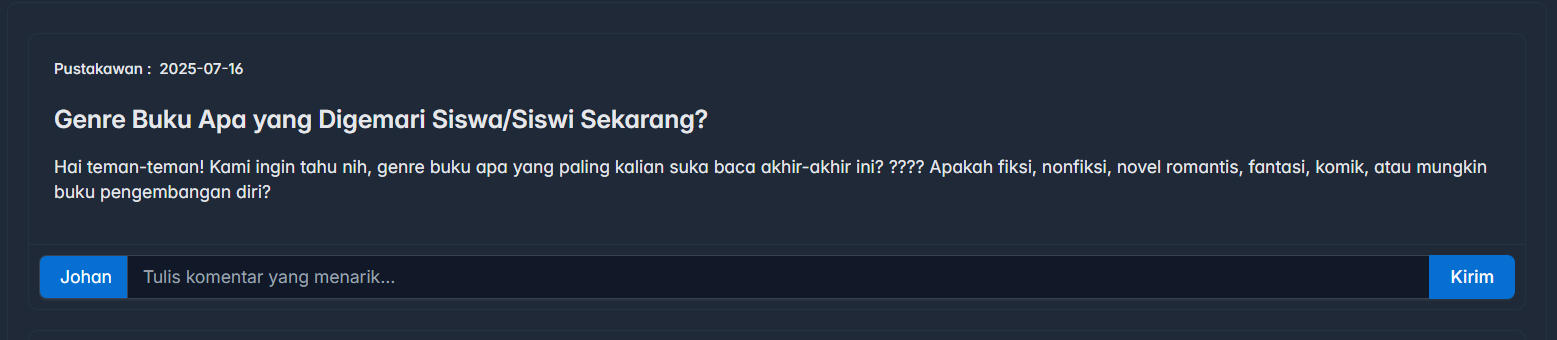 Pustakawan : 2025-07-16
Genre Buku Apa yang Digemari Siswa/Siswi Sekarang?
Hai teman-teman! Kami ingin tahu nih, genre buku apa yang paling kalian suka baca akhir-akhir ini? ???? Apakah fiksi, nonfiksi, novel romantis, fantasi, komik, atau mungkin
buku pengembangan diri?
Johan Tulis komentar yang menarik... Kirim